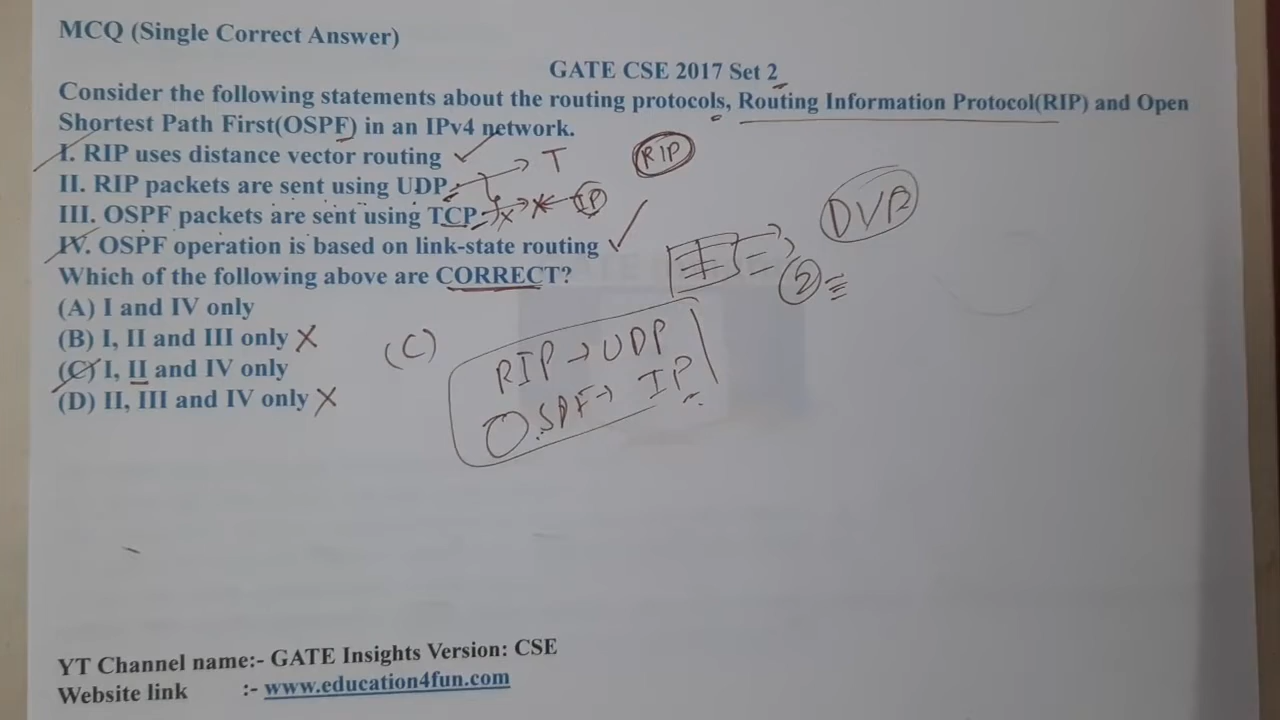 MCQ (Single Correct Answer)
GATE CSE 2017 Set 2
Consider the following statements about the routing protocols, Routing Information Protocol(RIP) and Open
Shortest Path First(OSPF) in an IPv4 network.
I. RIP uses distance vector routing
II. RIP packets are sent using UDP
T
RIP
III. OSPF packets are sent using TCP
IP
DVR
IV. OSPF operation is based on link-state routing
2
Which of the following above are CORRECT?
(A) I and IV only
(B) I, II and III only
(C) I, II and IV only
(D) II, III and IV only
(C)
RIP → UDP
OSPF → IP
YT Channel name:- GATE Insights Version: CSE
Website link :- www.education4fun.com